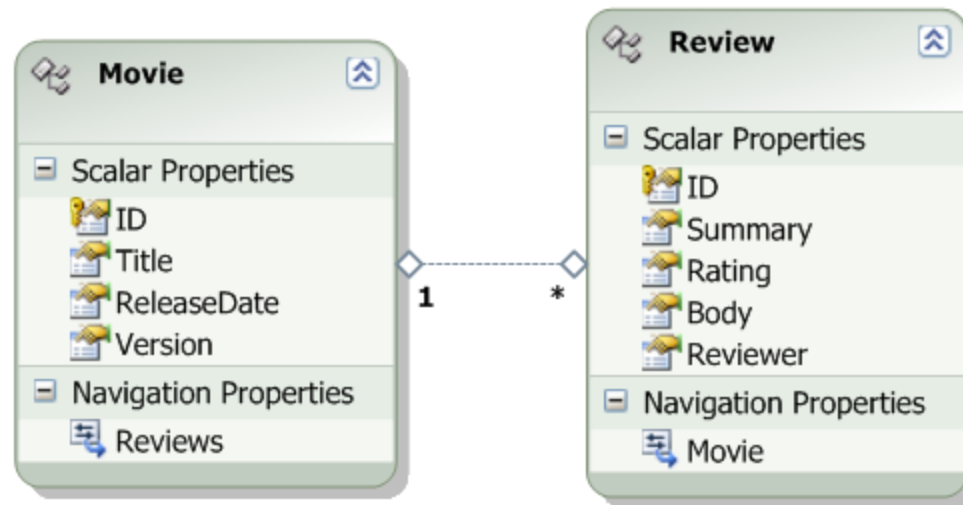 Movie
Scalar Properties
ID
Title
ReleaseDate
Version
Navigation Properties
Reviews
1
*
Review
Scalar Properties
ID
Summary
Rating
Body
Reviewer
Navigation Properties
Movie